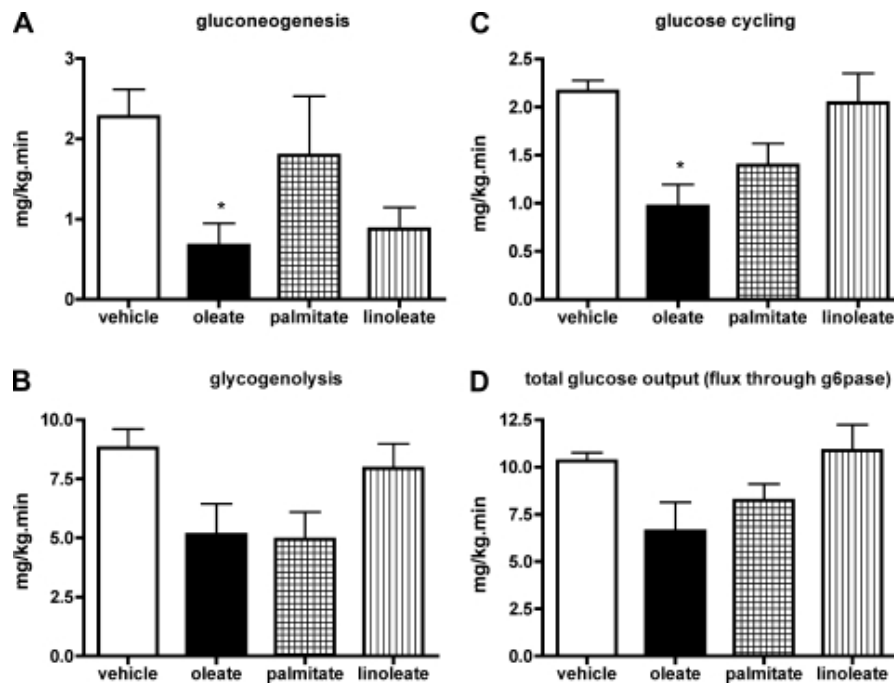 A
gluconeogenesis
mg/kg.min
3
2
1
0
*
vehicle oleate palmitate linoleate
B
glycogenolysis
mg/kg.min
10.0
7.5
5.0
2.5
0.0
vehicle oleate palmitate linoleate
C
glucose cycling
mg/kg.min
2.5
2.0
1.5
1.0
0.5
0.0
*
vehicle oleate palmitate linoleate
D
total glucose output (flux through g6pase)
mg/kg.min
12.5
10.0
7.5
5.0
2.5
0.0
vehicle oleate palmitate linoleate